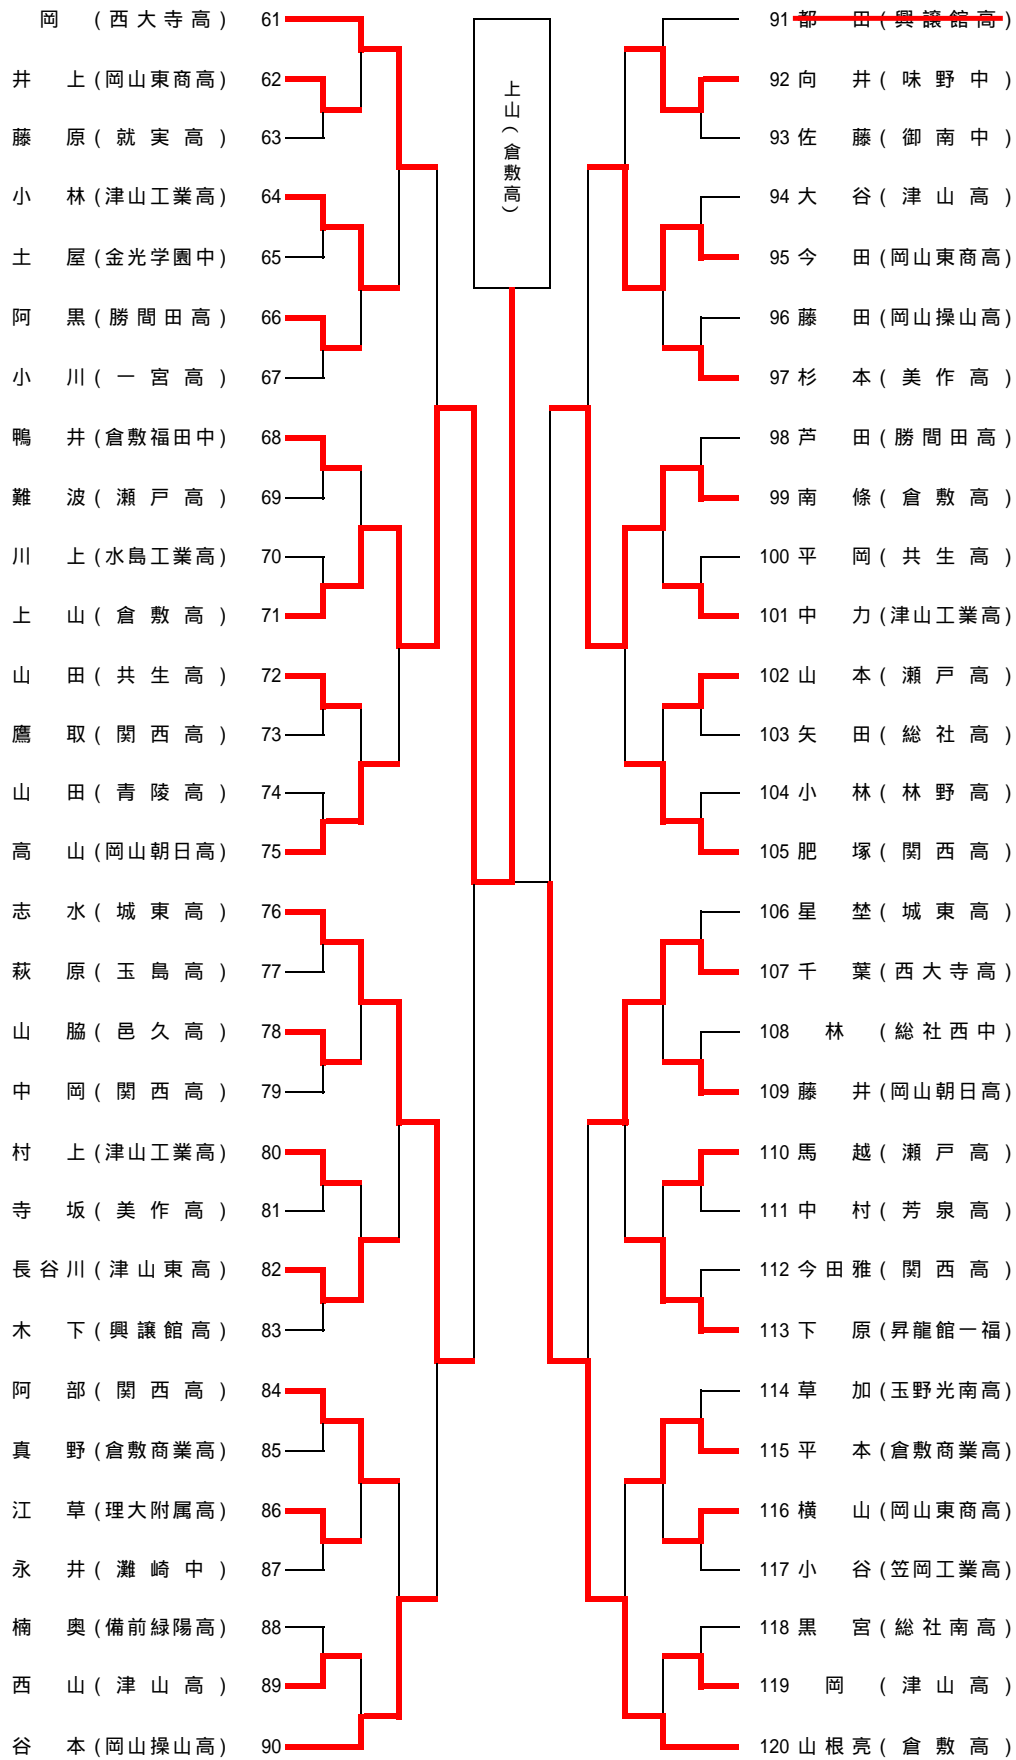 岡 (西大寺高) 61
井上 (岡山東商高) 62
藤原 (就実高) 63
小林 (津山工業高) 64
土屋 (金光学園中) 65
阿黒 (勝間田高) 66
小川 (一宮高) 67
鴨井 (倉敷福田中) 68
難波 (瀬戸高) 69
川上 (水島工業高) 70
上山 (倉敷高) 71
山田 (共生高) 72
鷹取 (関西高) 73
山田 (青陵高) 74
高山 (岡山朝日高) 75
志水 (城東高) 76
萩原 (玉島高) 77
山脇 (邑久高) 78
中岡 (関西高) 79
村上 (津山工業高) 80
寺坂 (美作高) 81
長谷川 (津山東高) 82
木下 (興譲館高) 83
阿部 (関西高) 84
真野 (倉敷商業高) 85
江草 (理大附属高) 86
永井 (灘崎中) 87
楠奥 (備前緑陽高) 88
西山 (津山高) 89
谷本 (岡山操山高) 90
上山(倉敷高)
91 都田 (興譲館高)
92 向井 (味野中)
93 佐藤 (御南中)
94 大谷 (津山高)
95 今田 (岡山東商高)
96 藤田 (岡山操山高)
97 杉本 (美作高)
98 芦田 (勝間田高)
99 南條 (倉敷高)
100 平岡 (共生高)
101 中力 (津山工業高)
102 山本 (瀬戸高)
103 矢田 (総社高)
104 小林 (林野高)
105 肥塚 (関西高)
106 星埜 (城東高)
107 千葉 (西大寺高)
108 林 (総社西中)
109 藤井 (岡山朝日高)
110 馬越 (瀬戸高)
111 中村 (芳泉高)
112 今田雅 (関西高)
113 下原 (昇龍館一福)
114 草加 (玉野光南高)
115 平本 (倉敷商業高)
116 横山 (岡山東商高)
117 小谷 (笠岡工業高)
118 黒宮 (総社南高)
119 岡 (津山高)
120 山根亮 (倉敷高)